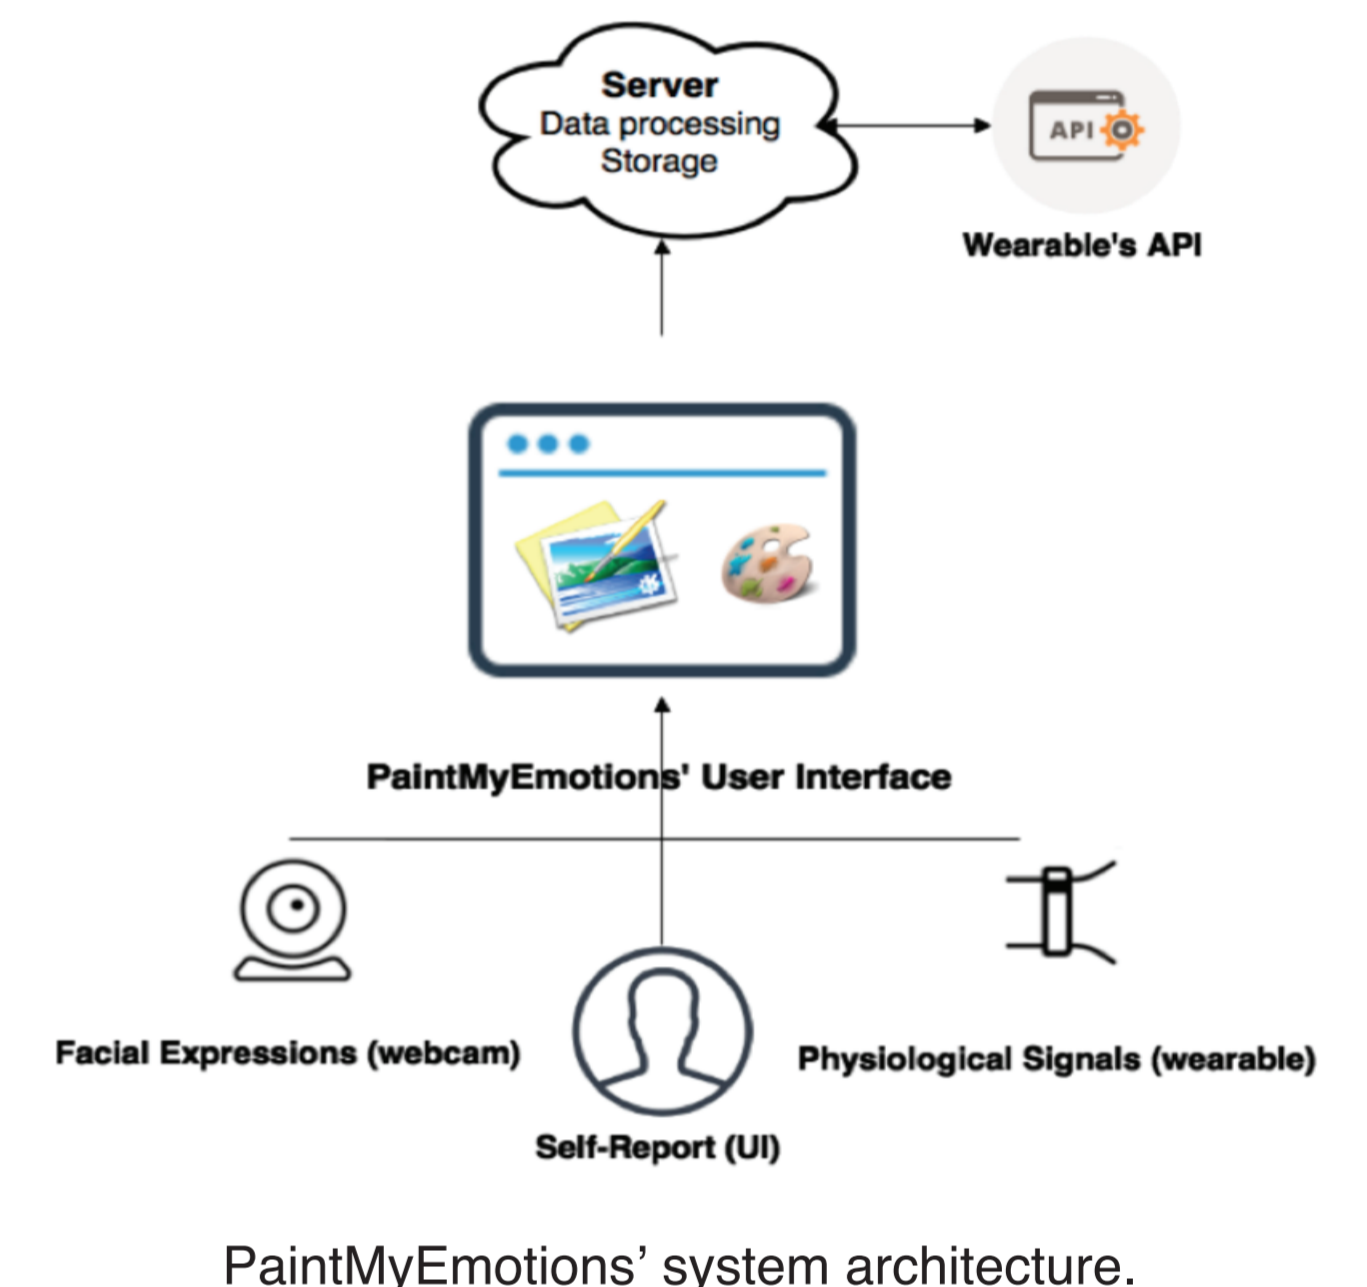 Server
Data processing
Storage
API
Wearable's API
PaintMyEmotions' User Interface
Facial Expressions (webcam)
Physiological Signals (wearable)
Self-Report (UI)
PaintMyEmotions’ system architecture.